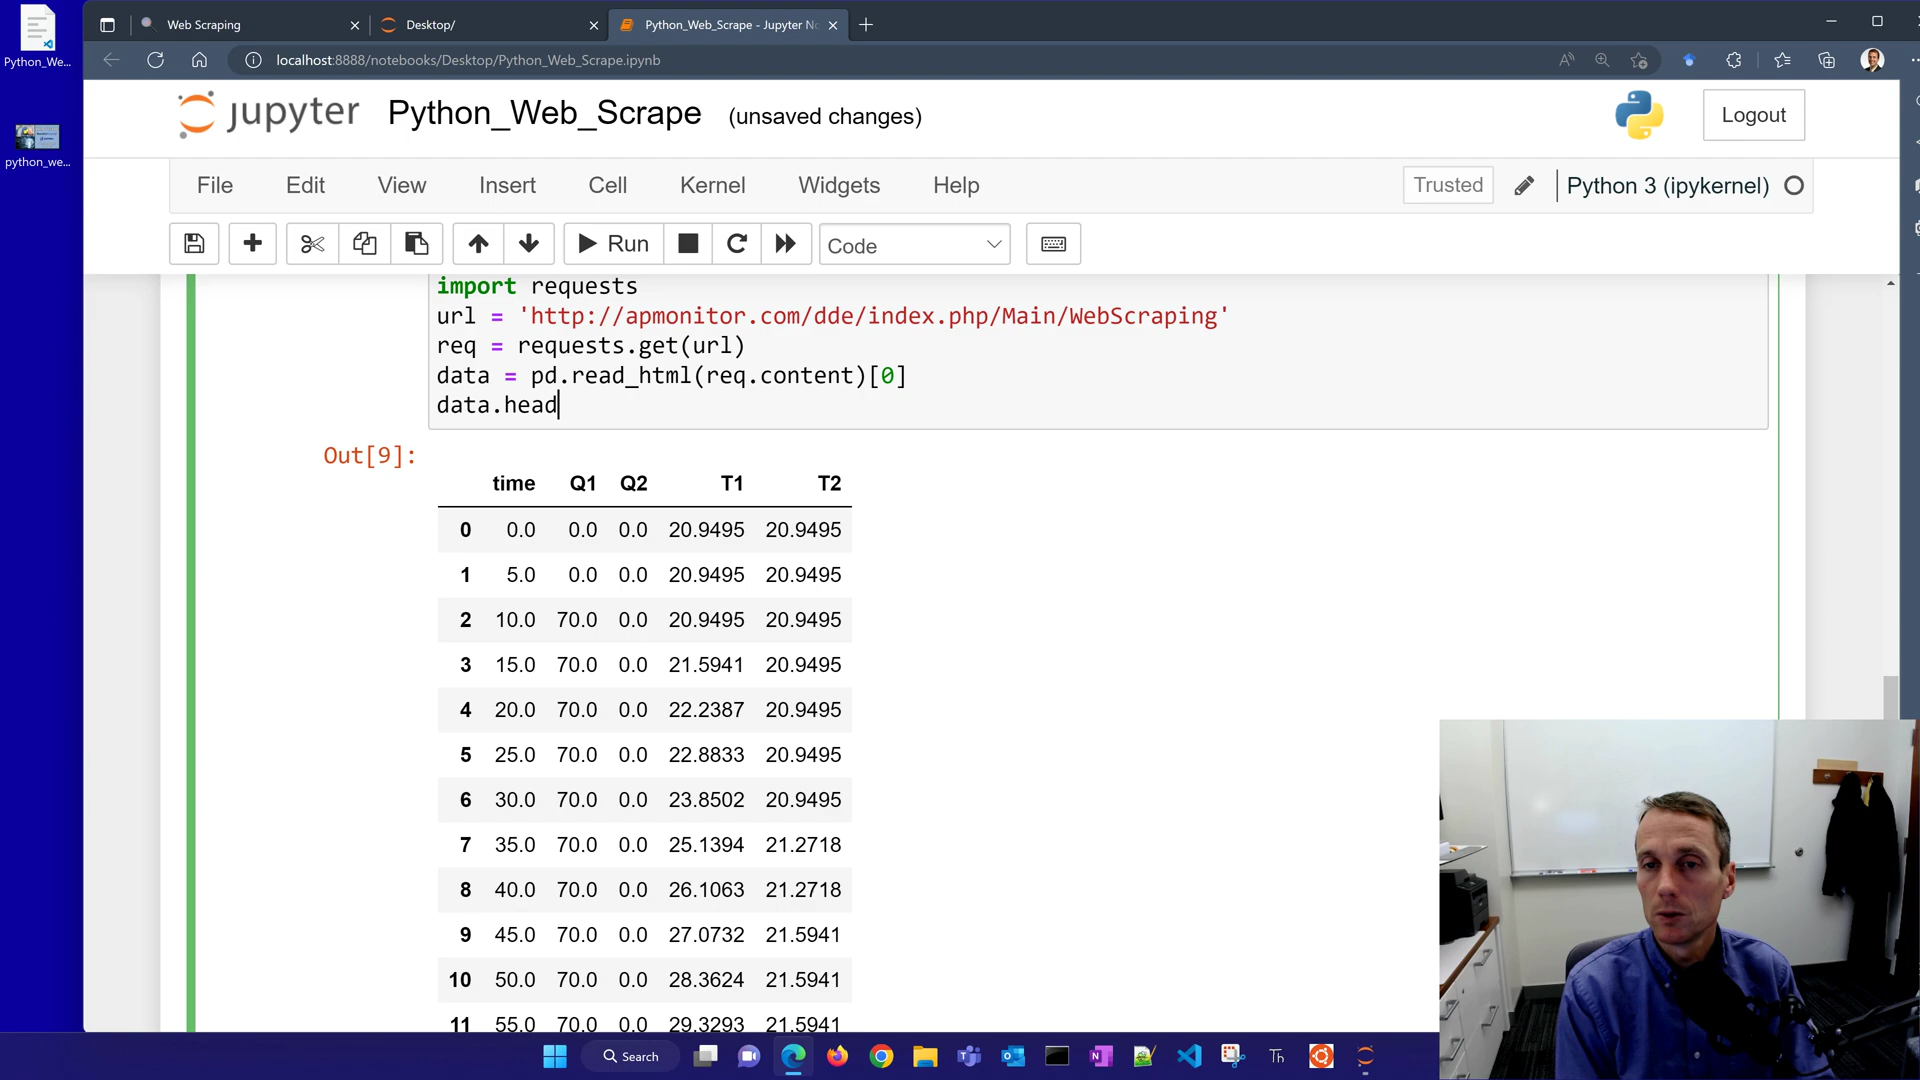 Python_We...
python_we...
Web Scraping
Desktop/
Python_Web_Scrape - Jupyter No
localhost:8888/notebooks/Desktop/Python_Web_Scrape.ipynb
jupyter Python_Web_Scrape (unsaved changes)
Logout
File Edit View Insert Cell Kernel Widgets Help
Trusted
Python 3 (ipykernel)
Run
Code
import requests
url = 'http://apmonitor.com/dde/index.php/Main/WebScraping'
req = requests.get(url)
data = pd.read_html(req.content)[0]
data.head
Out[9]:
time Q1 Q2 T1 T2
0 0.0 0.0 0.0 20.9495 20.9495
1 5.0 0.0 0.0 20.9495 20.9495
2 10.0 70.0 0.0 20.9495 20.9495
3 15.0 70.0 0.0 21.5941 20.9495
4 20.0 70.0 0.0 22.2387 20.9495
5 25.0 70.0 0.0 22.8833 20.9495
6 30.0 70.0 0.0 23.8502 20.9495
7 35.0 70.0 0.0 25.1394 21.2718
8 40.0 70.0 0.0 26.1063 21.2718
9 45.0 70.0 0.0 27.0732 21.5941
10 50.0 70.0 0.0 28.3624 21.5941
11 55.0 70.0 0.0 29.3293 21.5941
Search
Th